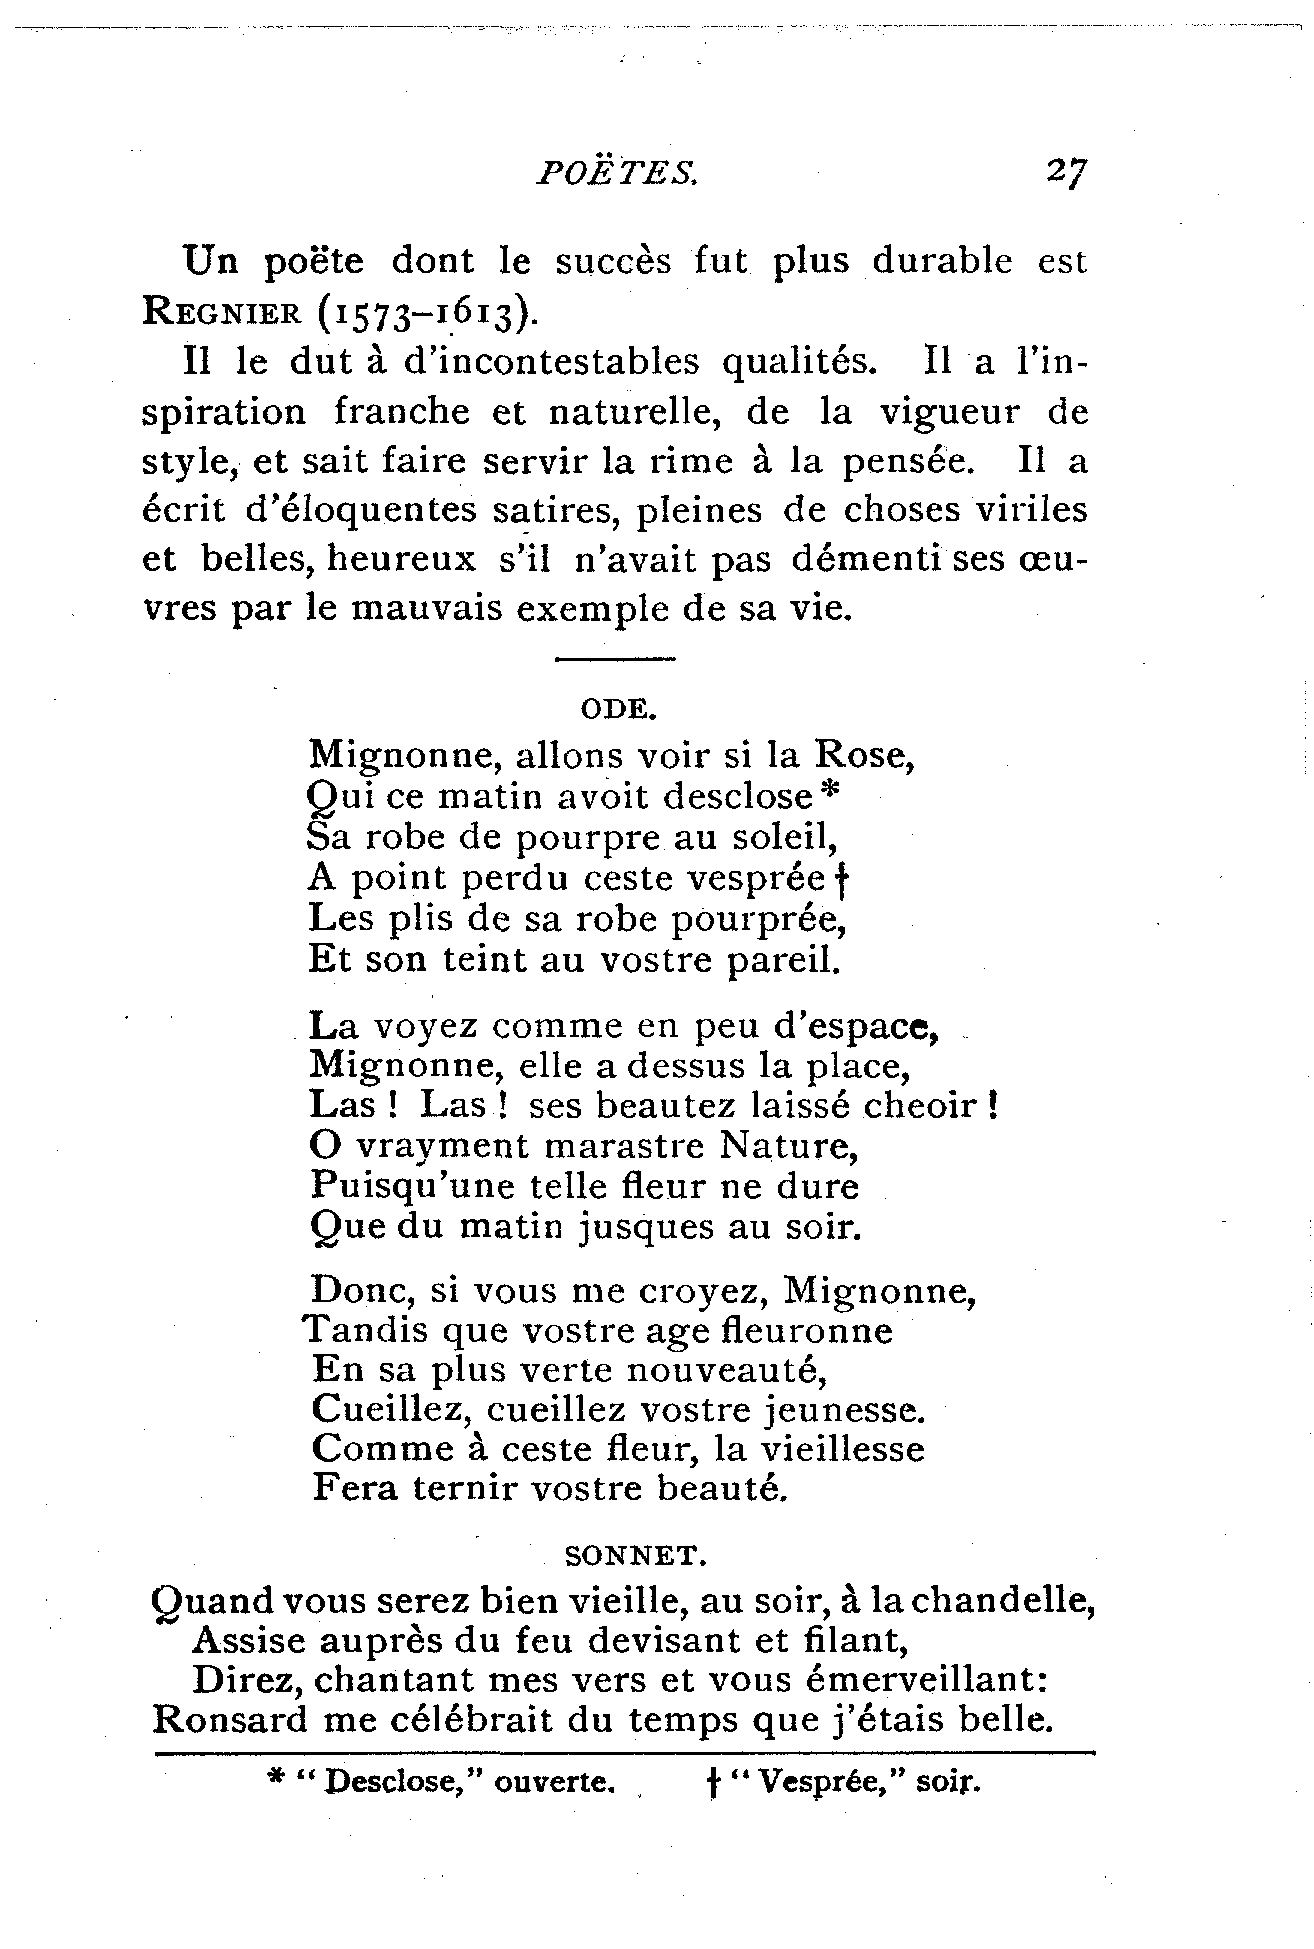 POËTES. 27
Un poëte dont le succès fut plus durable est
REGNIER (1573–1613).
Il le dut à d'incontestables qualités. Il a l'in-
spiration franche et naturelle, de la vigueur de
style, et sait faire servir la rime à la pensée. Il a
écrit d'éloquentes satires, pleines de choses viriles
et belles, heureux s'il n'avait pas démenti ses œu-
vres par le mauvais exemple de sa vie.
ODE.
Mignonne, allons voir si la Rose,
Qui ce matin avoit desclose *
Sa robe de pourpre au soleil,
A point perdu ceste vesprée †
Les plis de sa robe pourprée,
Et son teint au vostre pareil.
La voyez comme en peu d'espace,
Mignonne, elle a dessus la place,
Las ! Las ! ses beautez laissé cheoir !
O vrayment marastre Nature,
Puisqu'une telle fleur ne dure
Que du matin jusques au soir.
Donc, si vous me croyez, Mignonne,
Tandis que vostre age fleuronne
En sa plus verte nouveauté,
Cueillez, cueillez vostre jeunesse.
Comme à ceste fleur, la vieillesse
Fera ternir vostre beauté.
SONNET.
Quand vous serez bien vieille, au soir, à la chandelle,
Assise auprès du feu devisant et filant,
Direz, chantant mes vers et vous émerveillant:
Ronsard me célébrait du temps que j'étais belle.
* “ Desclose,” ouverte. † “ Vesprée,” soir.